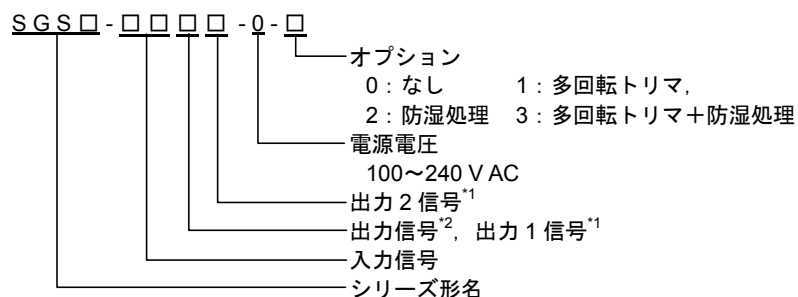 SGS□-□□□□-0-□
オプション
0：なし　1：多回転トリマ，
2：防湿処理　3：多回転トリマ＋防湿処理
電源電圧
100～240 V AC
出力2信号*1
出力信号*2，出力1信号*1
入力信号
シリーズ形名